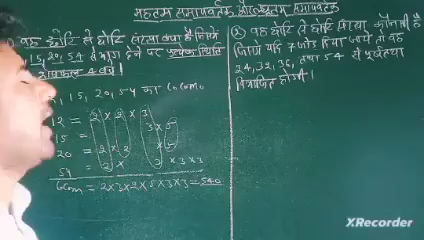 महत्तम समापवर्तक और लघुत्तम समापवर्तक
वह छोटी से छोटी संख्या क्या है जिसमें
15, 20, 54 से भाग देने पर प्रत्येक स्थिति
शेषफल 4 बचे।
, 15, 20, 54 का L.C.M.
12 = 2 × 2 × 3
15 = 3 × 5
20 = 2 × 2 × 5
54 = 2 × 3 × 3 × 3
LCM = 2×3×2×5×3×3 = 540
② वह छोटी से छोटी संख्या कौन सी है
जिसमें यदि 7 जोड़ दिया जाये तो वह
24, 32, 36, तथा 54 से पूर्णतया
विभाजित होगी।
XRecorder